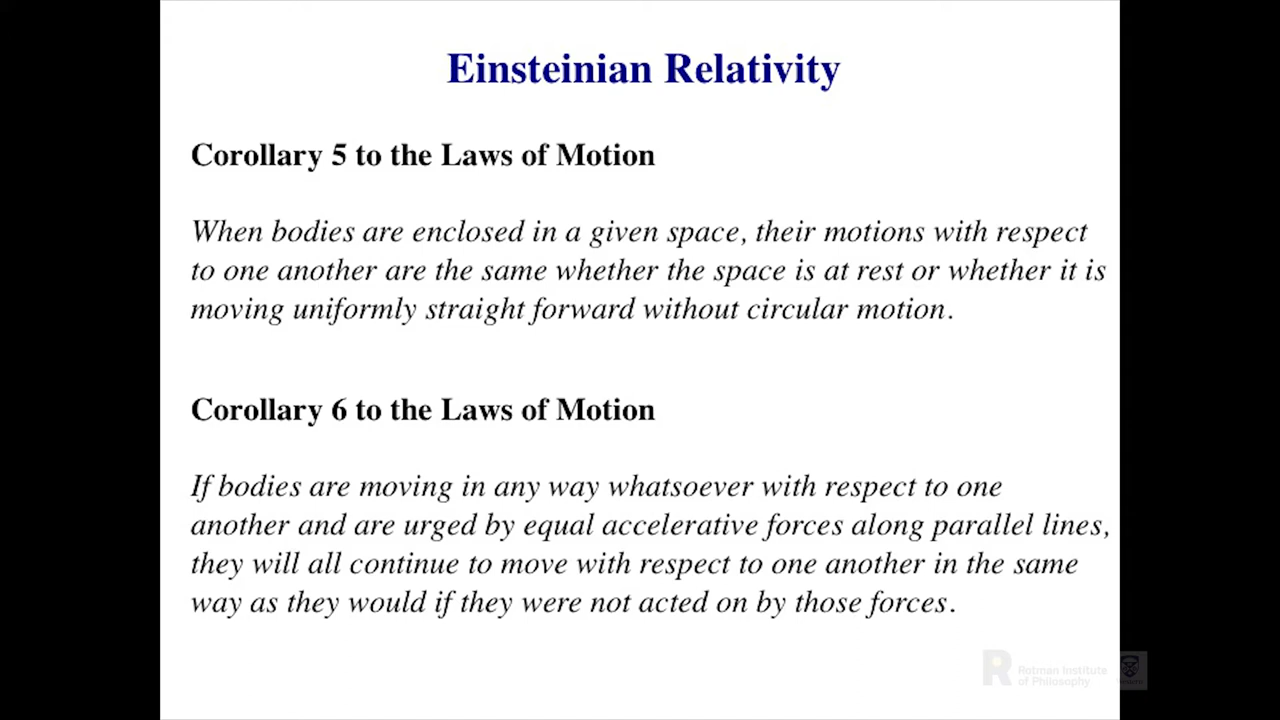 Einsteinian Relativity
Corollary 5 to the Laws of Motion
When bodies are enclosed in a given space, their motions with respect
to one another are the same whether the space is at rest or whether it is
moving uniformly straight forward without circular motion.
Corollary 6 to the Laws of Motion
If bodies are moving in any way whatsoever with respect to one
another and are urged by equal accelerative forces along parallel lines,
they will all continue to move with respect to one another in the same
way as they would if they were not acted on by those forces.
R
Rotman Institute
of Philosophy